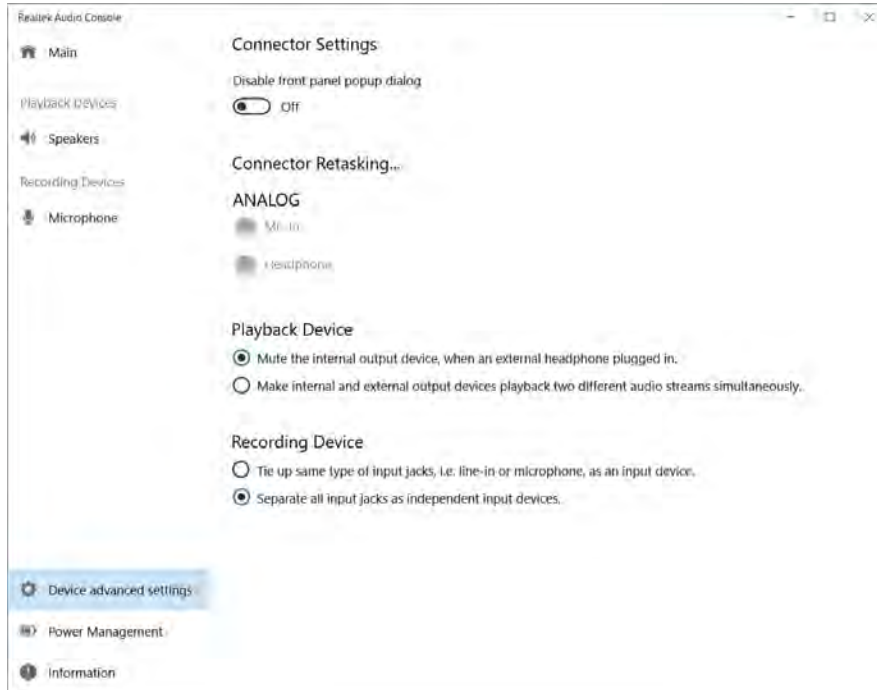 Realtek Audio Console
Main
Playback Devices
Speakers
Recording Devices
Microphone
Device advanced settings
Power Management
Information
Connector Settings
Disable front panel popup dialog
Off
Connector Retasking...
ANALOG
Mic in
Headphone
Playback Device
Mute the internal output device, when an external headphone plugged in.
Make internal and external output devices playback two different audio streams simultaneously.
Recording Device
Tie up same type of input jacks, i.e. line-in or microphone, as an input device.
Separate all input jacks as independent input devices.